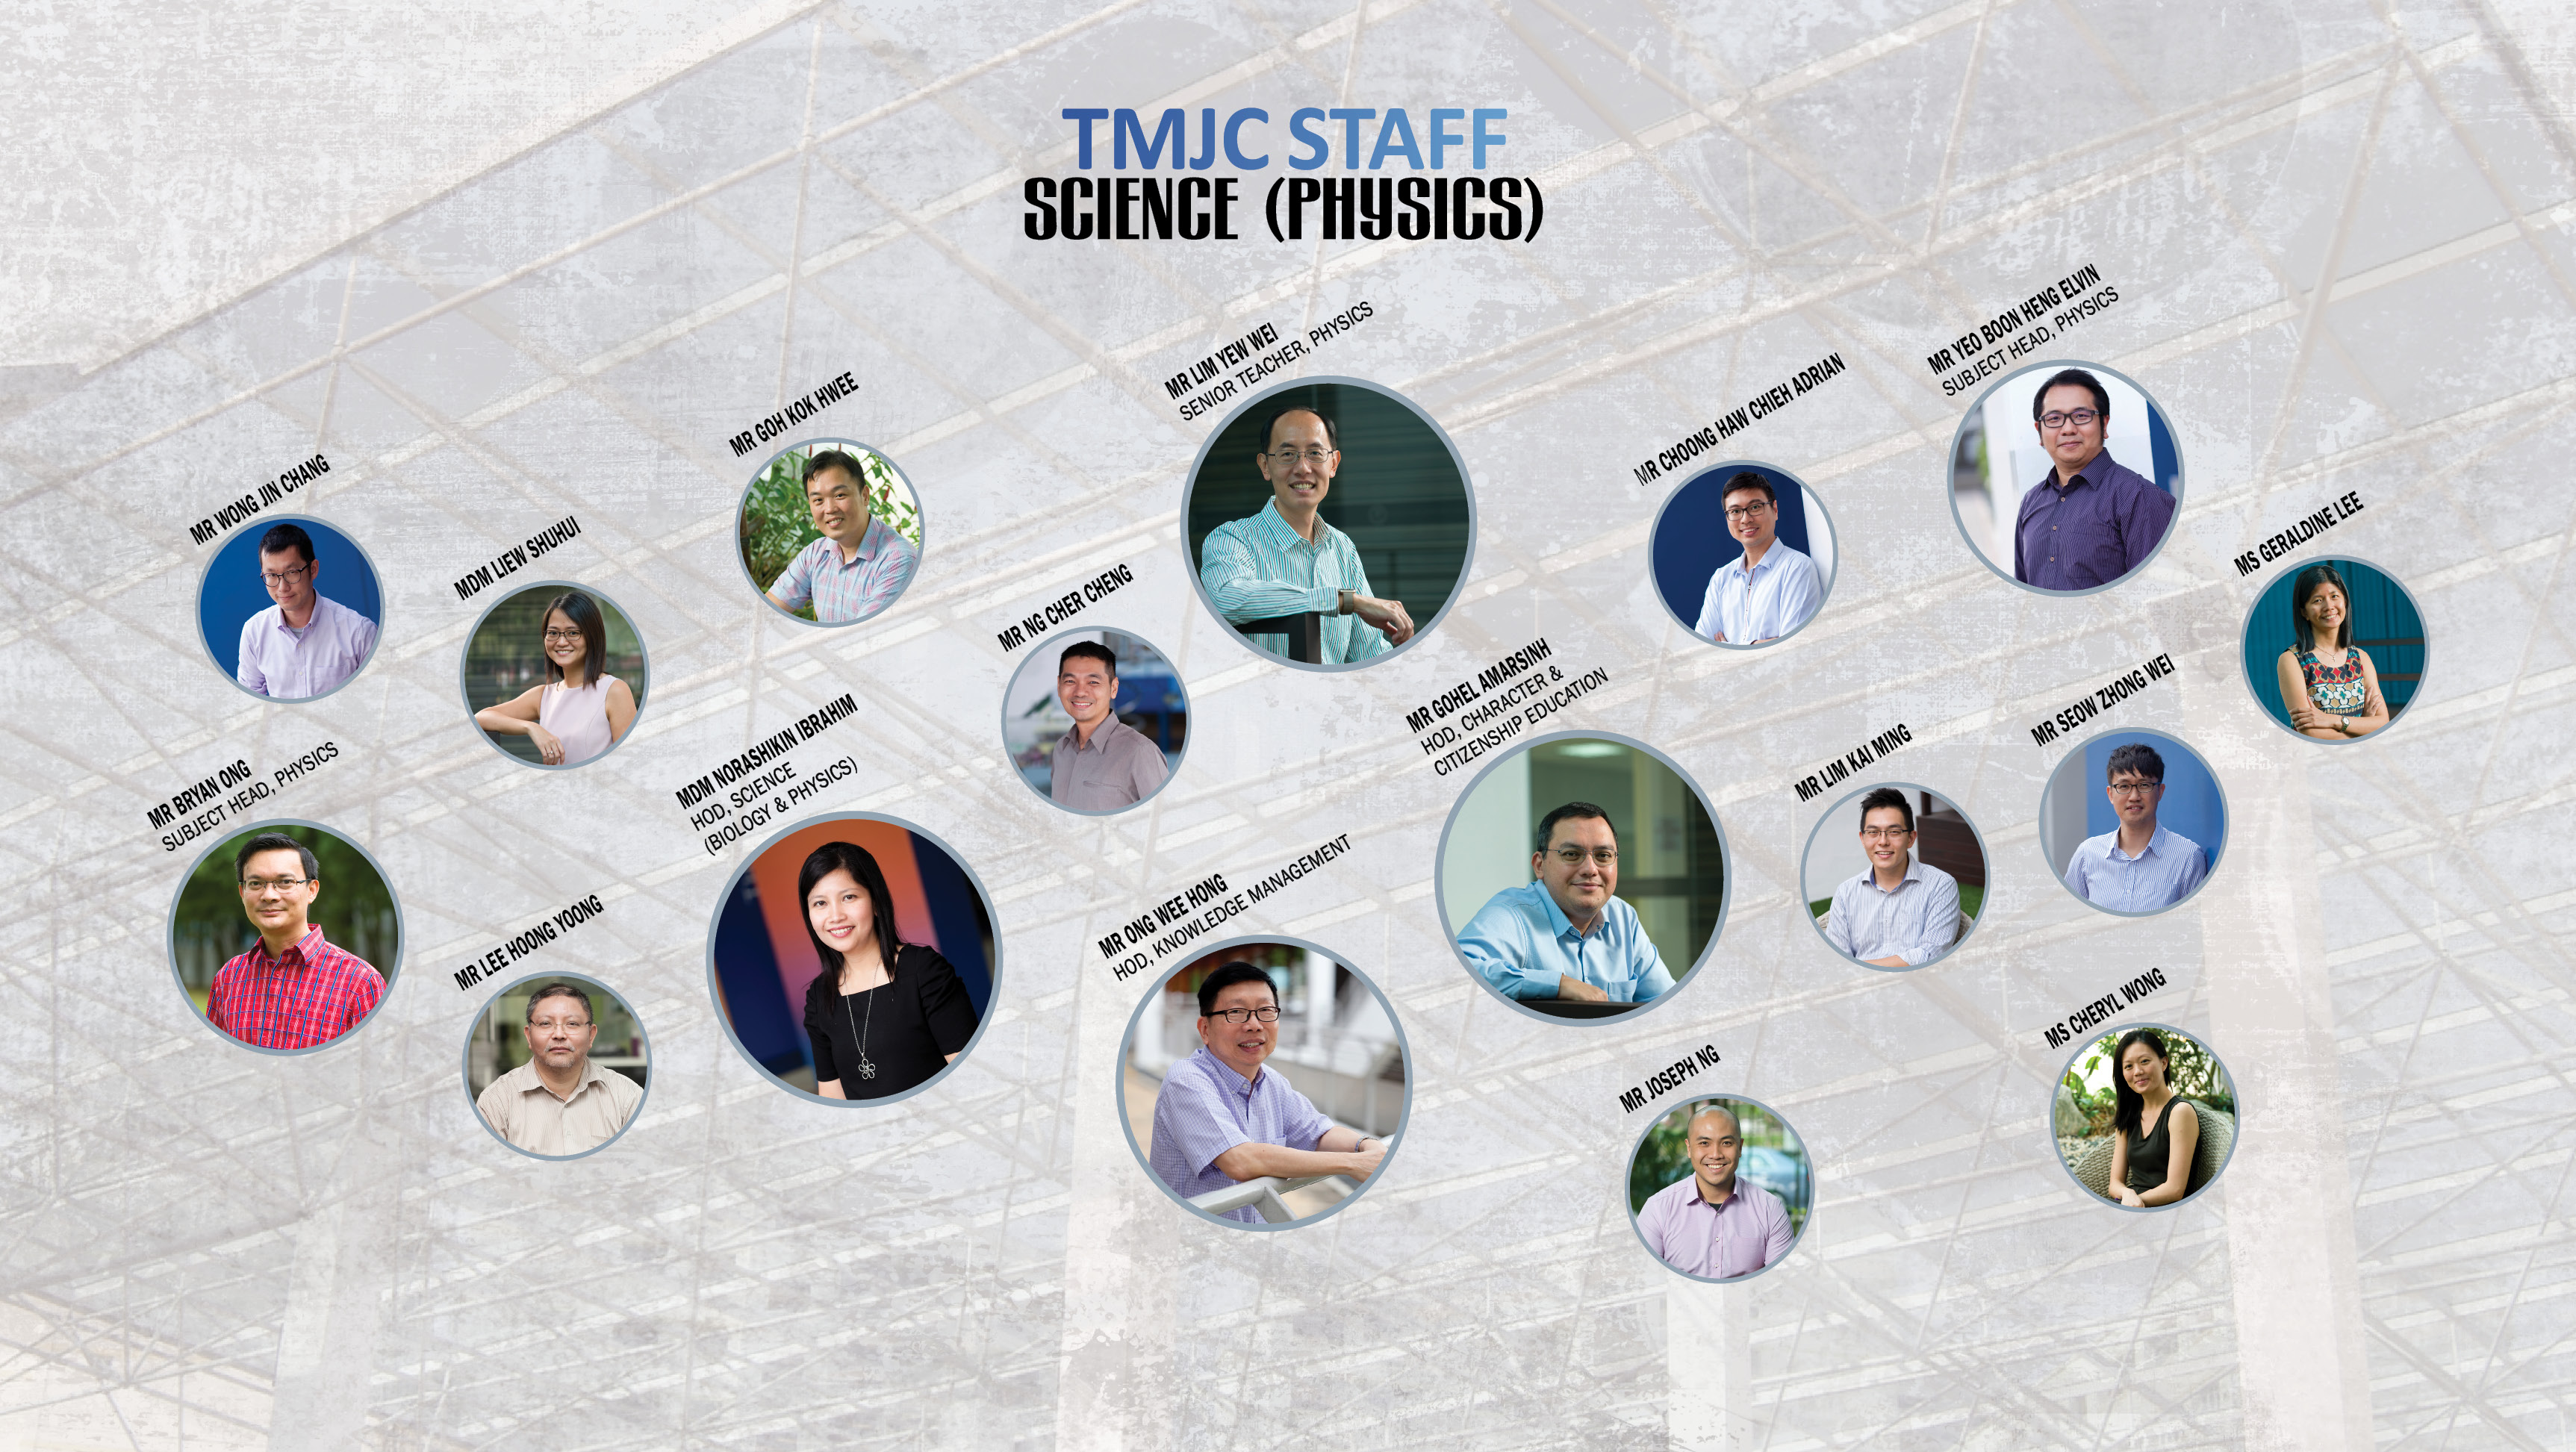 TMJC STAFF
SCIENCE (PHYSICS)
MR WONG JIN CHANG
MDM LIEW SHUHUI
MR GOH KOK HWEE
MR NG CHER CHENG
MR LIM YEW WEI
SENIOR TEACHER, PHYSICS
MR CHOONG HAW CHIEH ADRIAN
MR YEO BOON HENG ELVIN
SUBJECT HEAD, PHYSICS
MS GERALDINE LEE
MR BRYAN ONG
SUBJECT HEAD, PHYSICS
MR LEE HOONG YOONG
MDM NORASHIKIN IBRAHIM
HOD, SCIENCE
(BIOLOGY & PHYSICS)
MR ONG WEE HONG
HOD, KNOWLEDGE MANAGEMENT
MR GOHEL AMARSINH
HOD, CHARACTER &
CITIZENSHIP EDUCATION
MR LIM KAI MING
MR SEOW ZHONG WEI
MR JOSEPH NG
MS CHERYL WONG